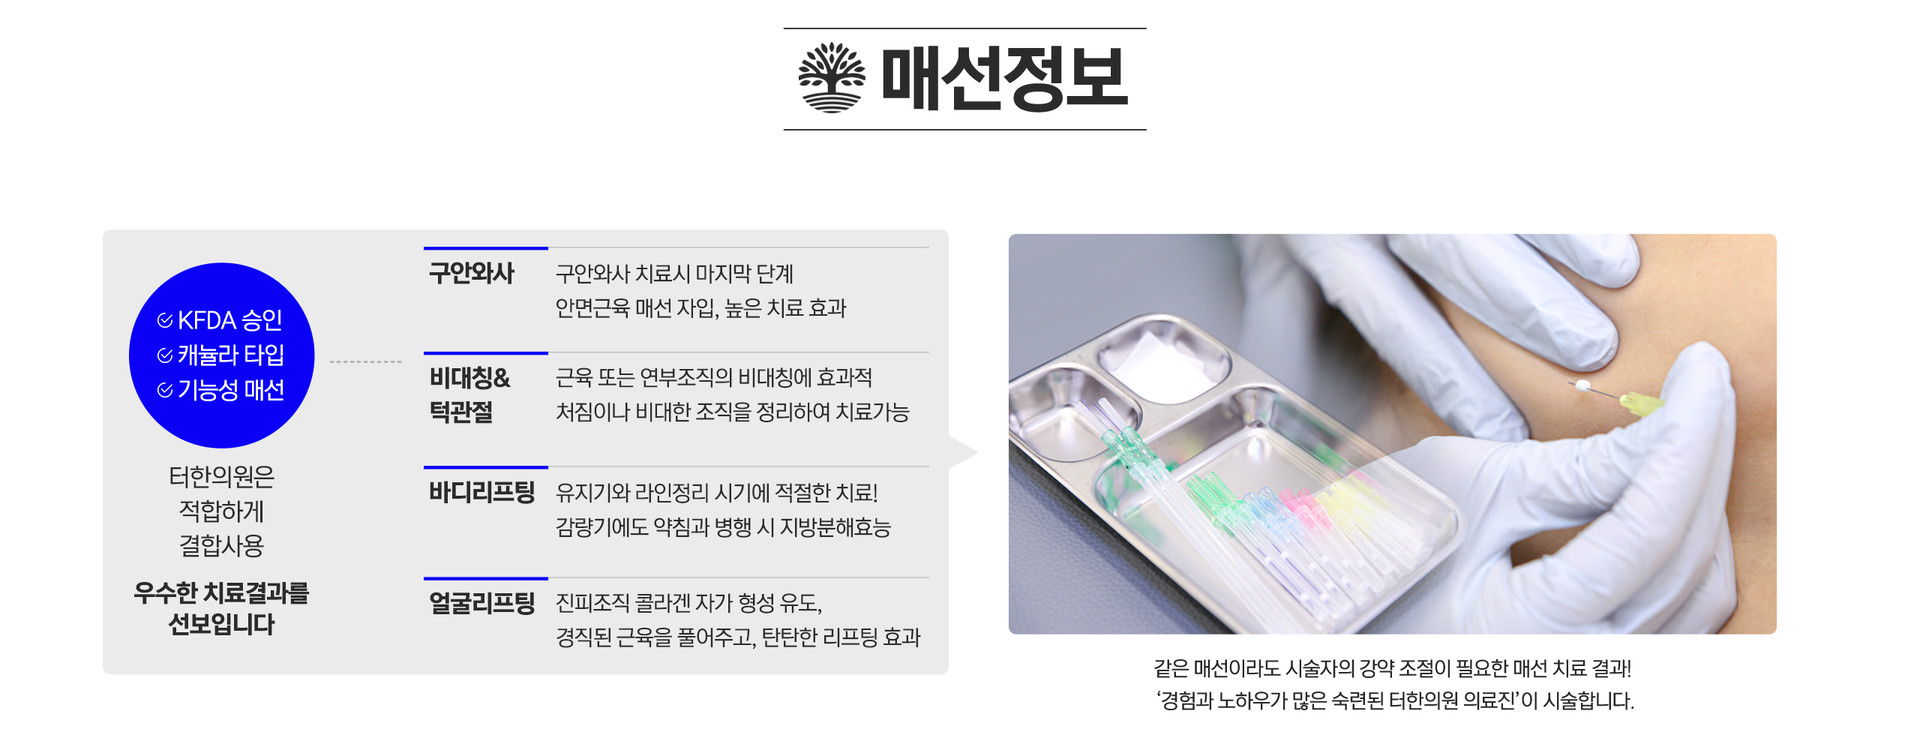 매선정보
KFDA 승인
캐뉼라 타입
기능성 매선
터한의원은
적합하게
결합사용
우수한 치료결과를
선보입니다
구안와사
구안와사 치료시 마지막 단계
안면근육 매선 자입, 높은 치료 효과
비대칭&
턱관절
근육 또는 연부조직의 비대칭에 효과적
처짐이나 비대한 조직을 정리하여 치료가능
바디리프팅
유지기와 라인정리 시기에 적절한 치료!
감량기에도 약침과 병행 시 지방분해효능
얼굴리프팅
진피조직 콜라겐 자가 형성 유도,
경직된 근육을 풀어주고, 탄탄한 리프팅 효과
같은 매선이라도 시술자의 강약 조절이 필요한 매선 치료 결과!
‘경험과 노하우가 많은 숙련된 터한의원 의료진’이 시술합니다.